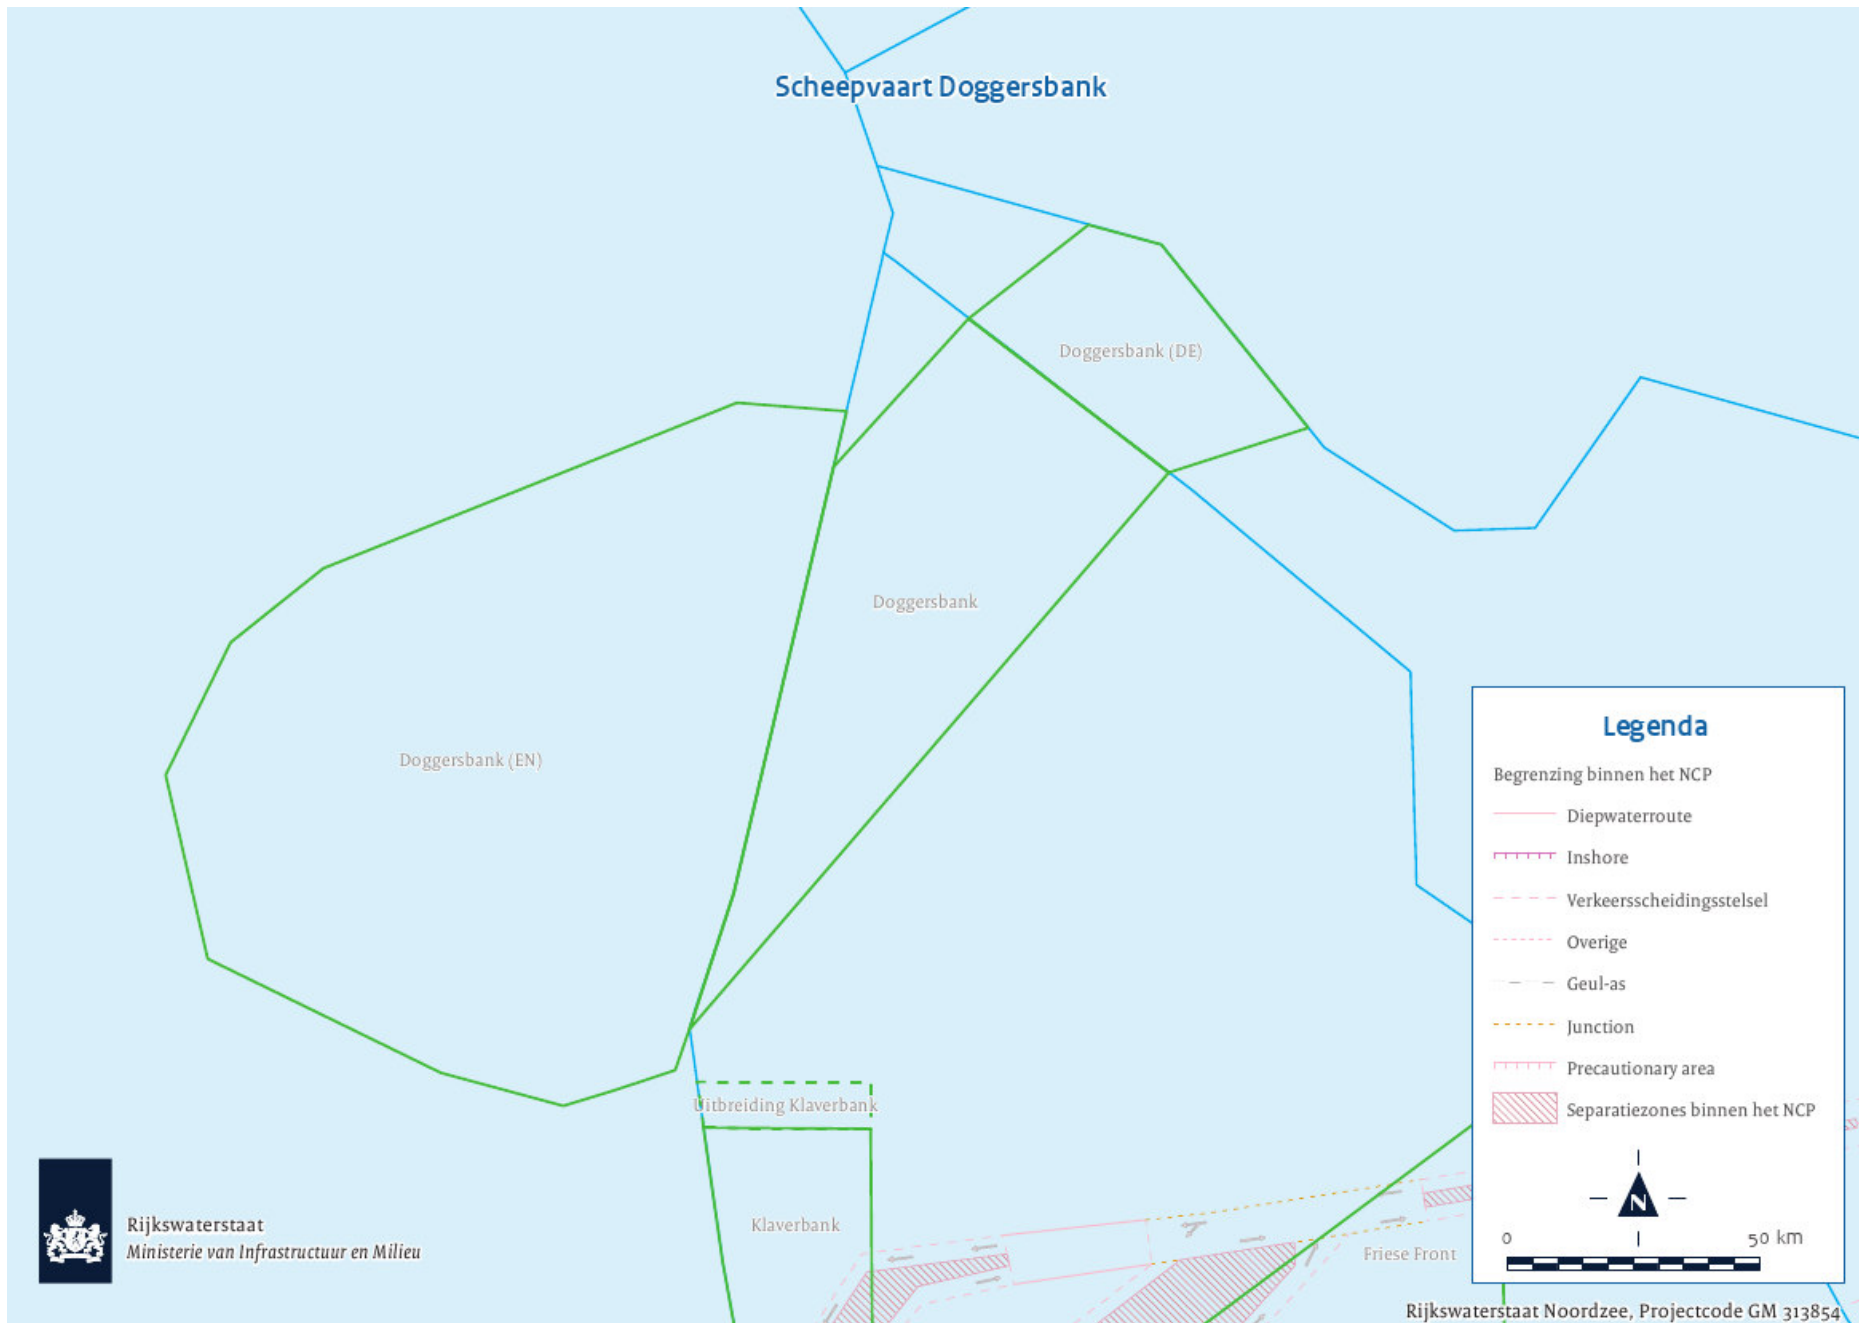 Scheepvaart Doggersbank
Doggersbank (DE)
Doggersbank
Doggersbank (EN)
Uitbreiding Klaverbank
Klaverbank
Friese Front
Legenda
Begrenzing binnen het NCP
Diepwaterroute
Inshore
Verkeersscheidingsstelsel
Overige
Geul-as
Junction
Precautionary area
Separatiezones binnen het NCP
N
0 50 km
Rijkswaterstaat
Ministerie van Infrastructuur en Milieu
Rijkswaterstaat Noordzee, Projectcode GM 313854